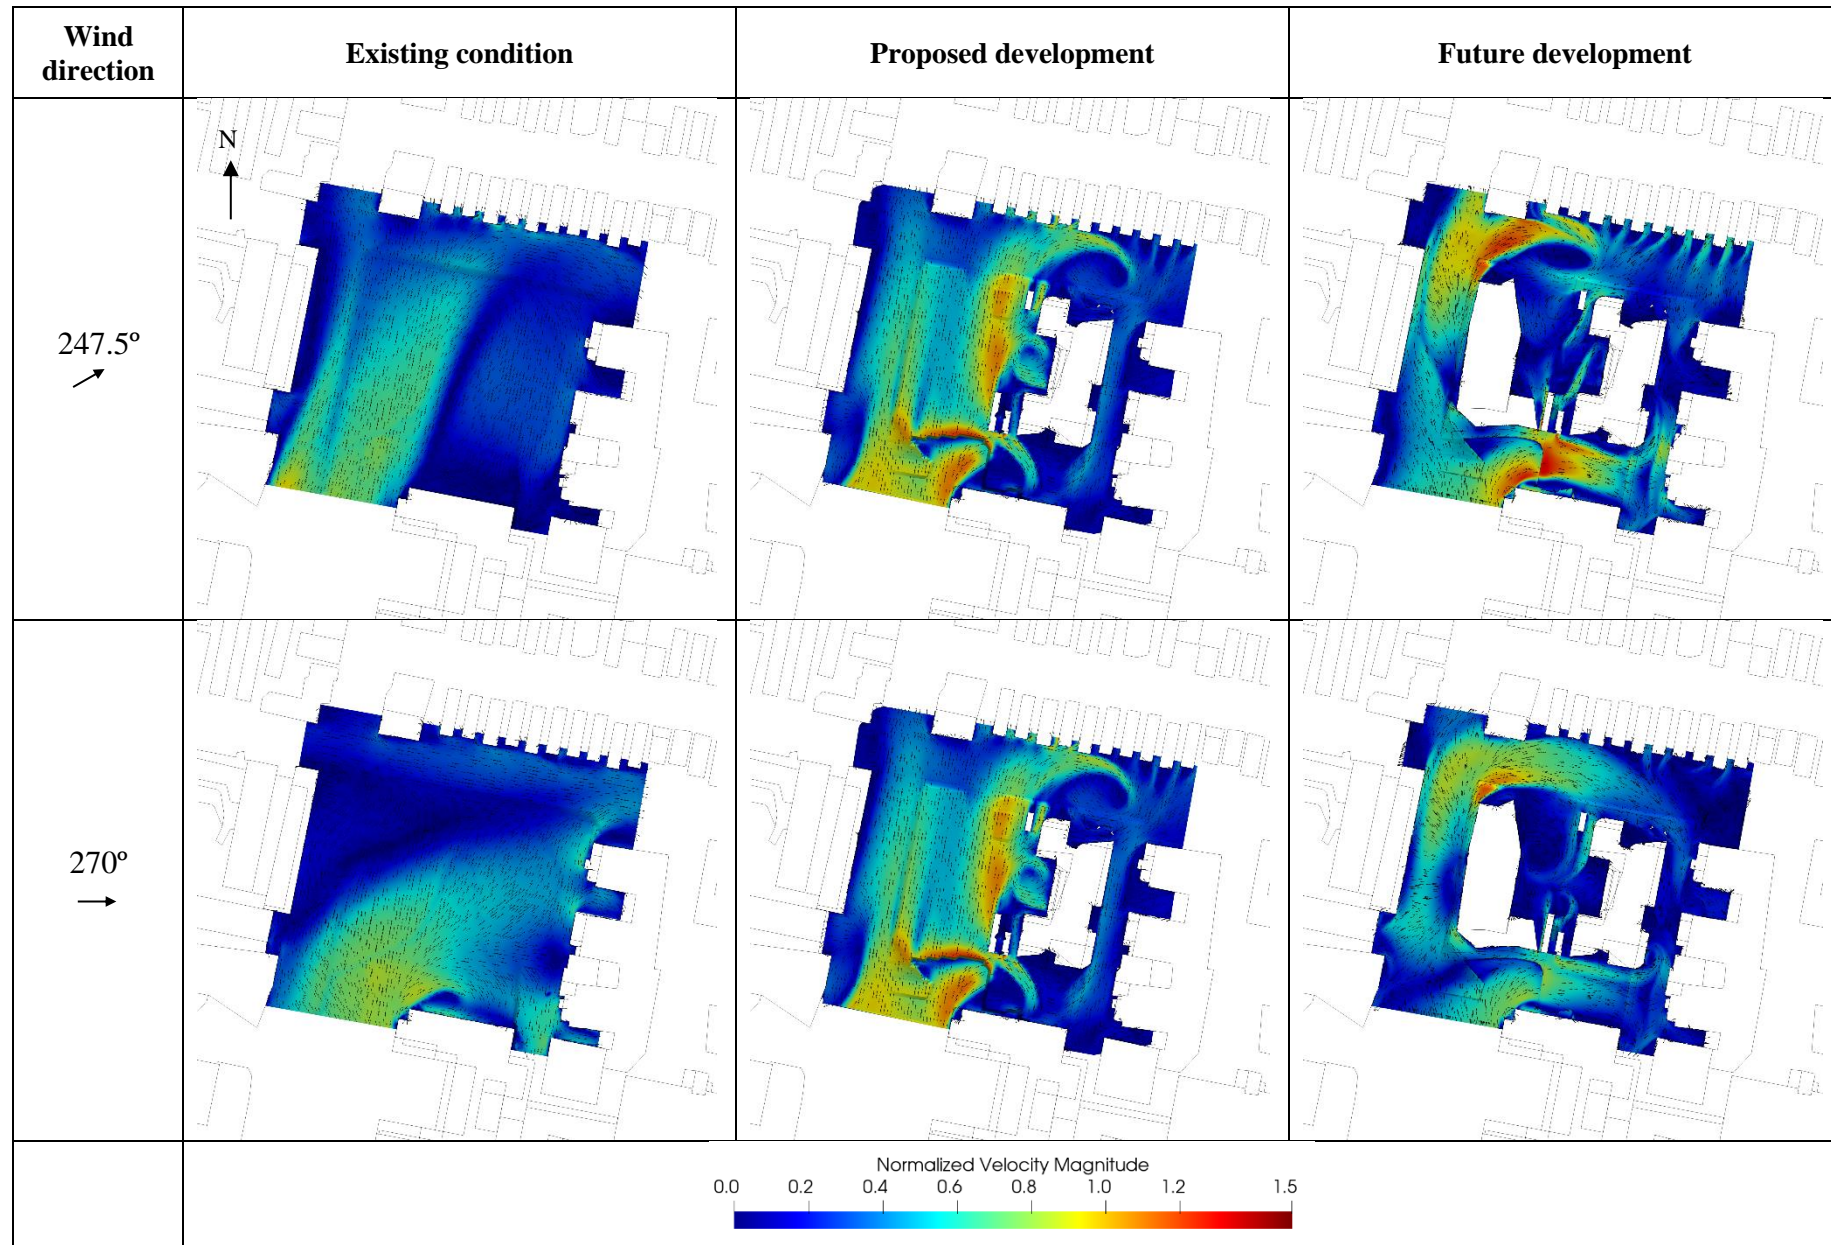 Wind
direction
Existing condition
Proposed development
Future development
N
247.5º
270º
Normalized Velocity Magnitude
0.0 0.2 0.4 0.6 0.8 1.0 1.2 1.5